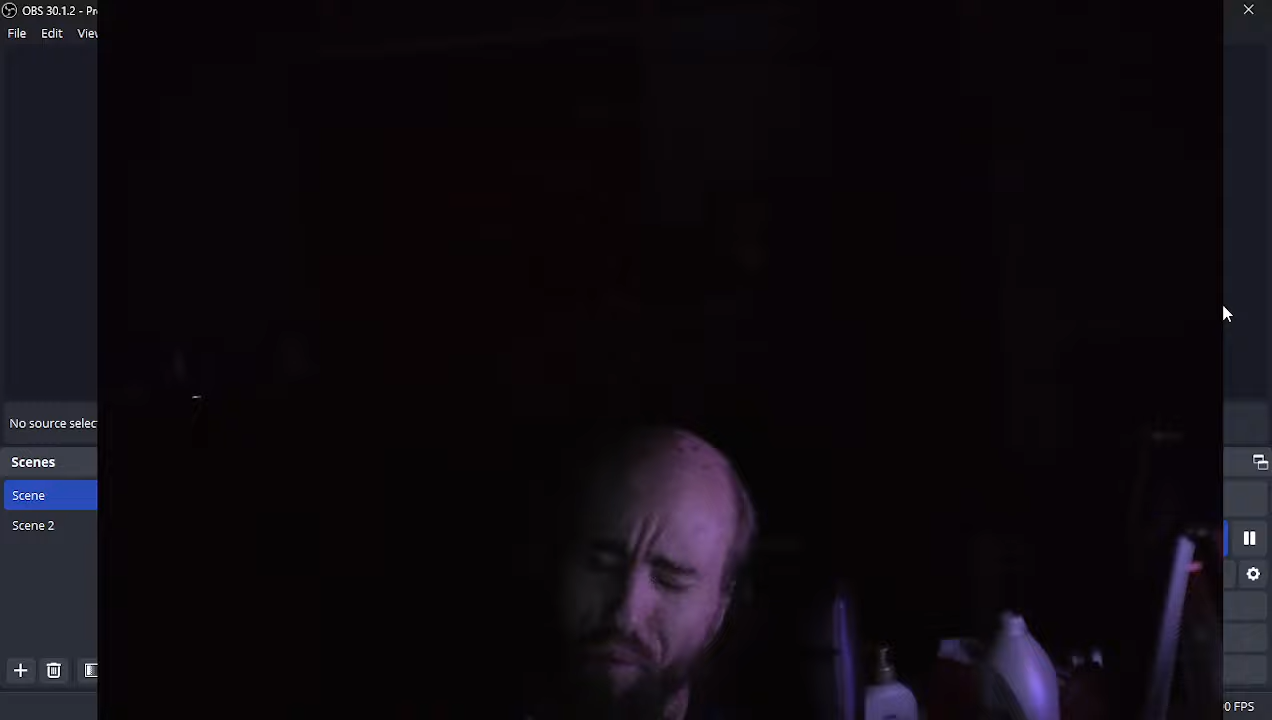 OBS 30.1.2 - Pr
File Edit View
No source selec
Scenes
Scene
Scene 2
0 FPS